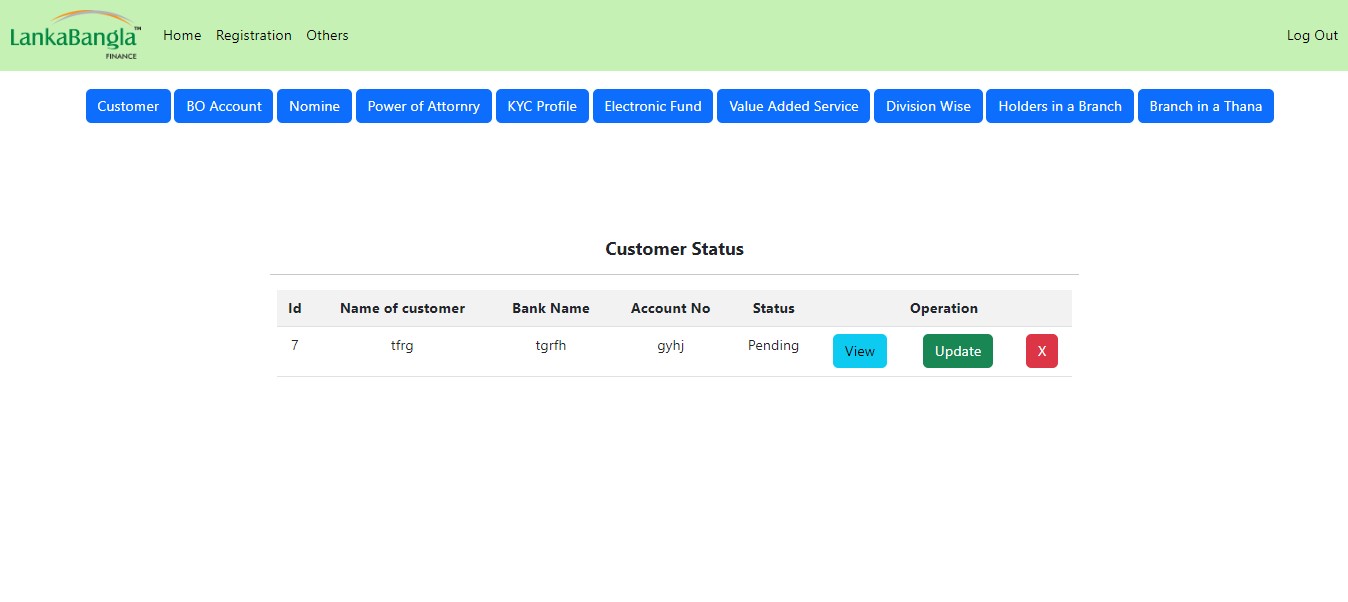 LankaBangla™
FINANCE
Home Registration Others Log Out
Customer BO Account Nomine Power of Attornry KYC Profile Electronic Fund Value Added Service Division Wise Holders in a Branch Branch in a Thana
Customer Status
Id Name of customer Bank Name Account No Status Operation
7 tfrg tgrfh gyhj Pending View Update X